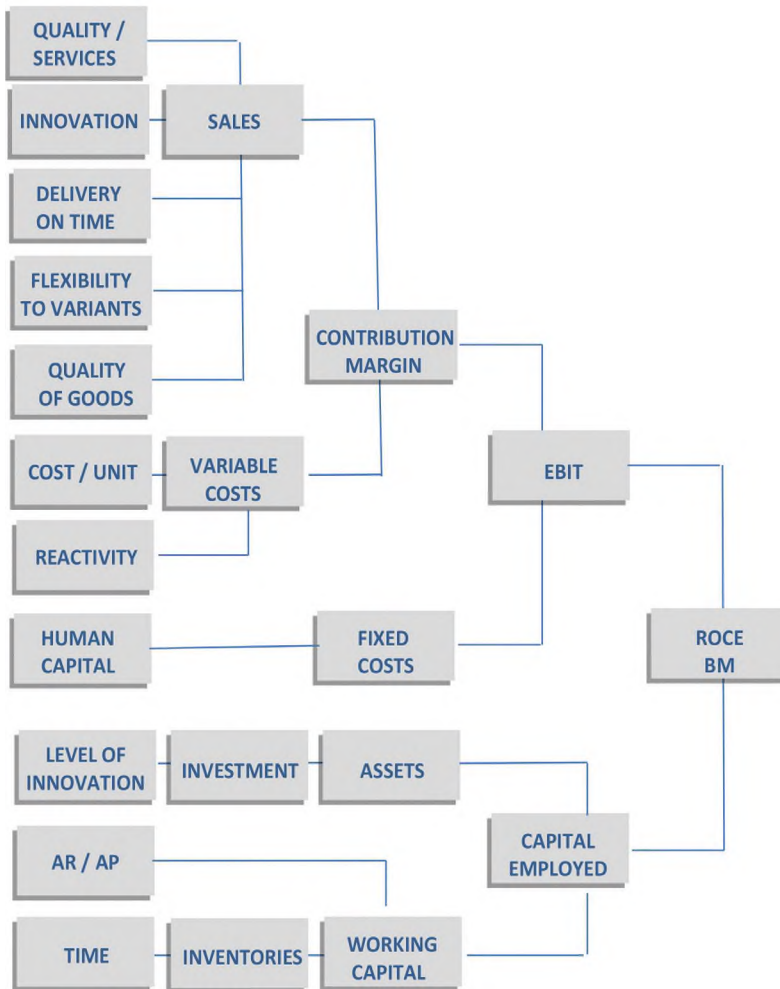 QUALITY /
SERVICES
INNOVATION
SALES
DELIVERY
ON TIME
FLEXIBILITY
TO VARIANTS
QUALITY
OF GOODS
CONTRIBUTION
MARGIN
COST / UNIT
VARIABLE
COSTS
EBIT
REACTIVITY
HUMAN
CAPITAL
FIXED
COSTS
ROCE
BM
LEVEL OF
INNOVATION
INVESTMENT
ASSETS
AR / AP
CAPITAL
EMPLOYED
TIME
INVENTORIES
WORKING
CAPITAL